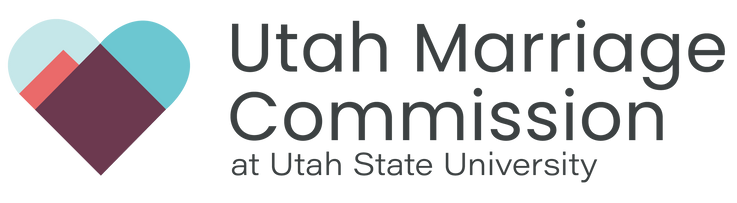 Utah Marriage
Commission
at Utah State University